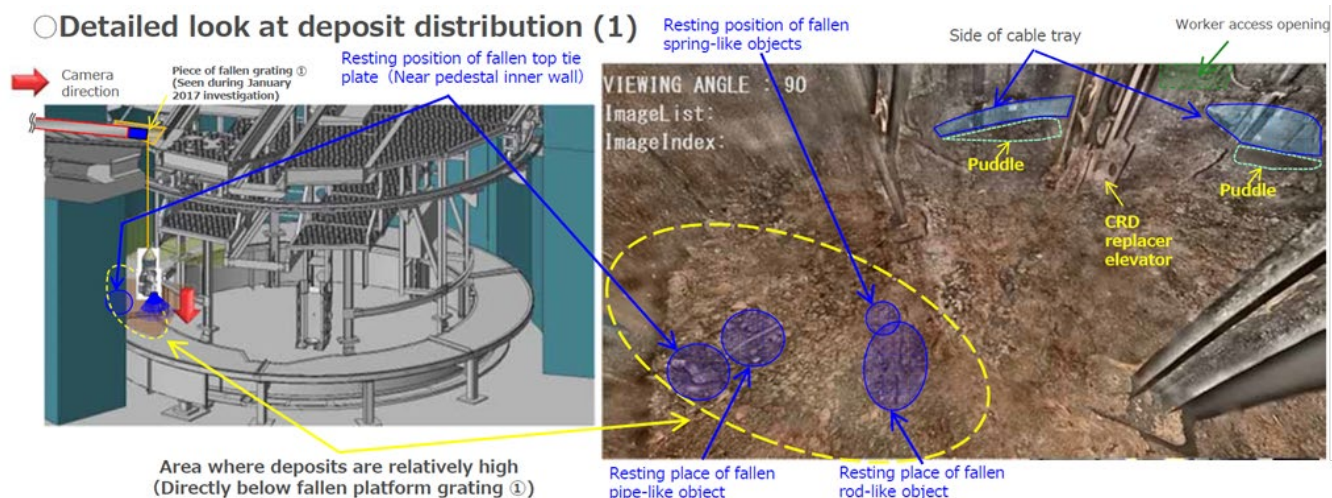 ○Detailed look at deposit distribution (1)
Camera
direction
Piece of fallen grating ①
(Seen during January
2017 investigation)
Resting position of fallen top tie
plate（Near pedestal inner wall）
Resting position of fallen
spring-like objects
Side of cable tray
Worker access opening
VIEWING ANGLE : 90
ImageList:
ImageIndex:
Puddle
Puddle
CRD
replacer
elevator
Area where deposits are relatively high
（Directly below fallen platform grating ①）
Resting place of fallen
pipe-like object
Resting place of fallen
rod-like object